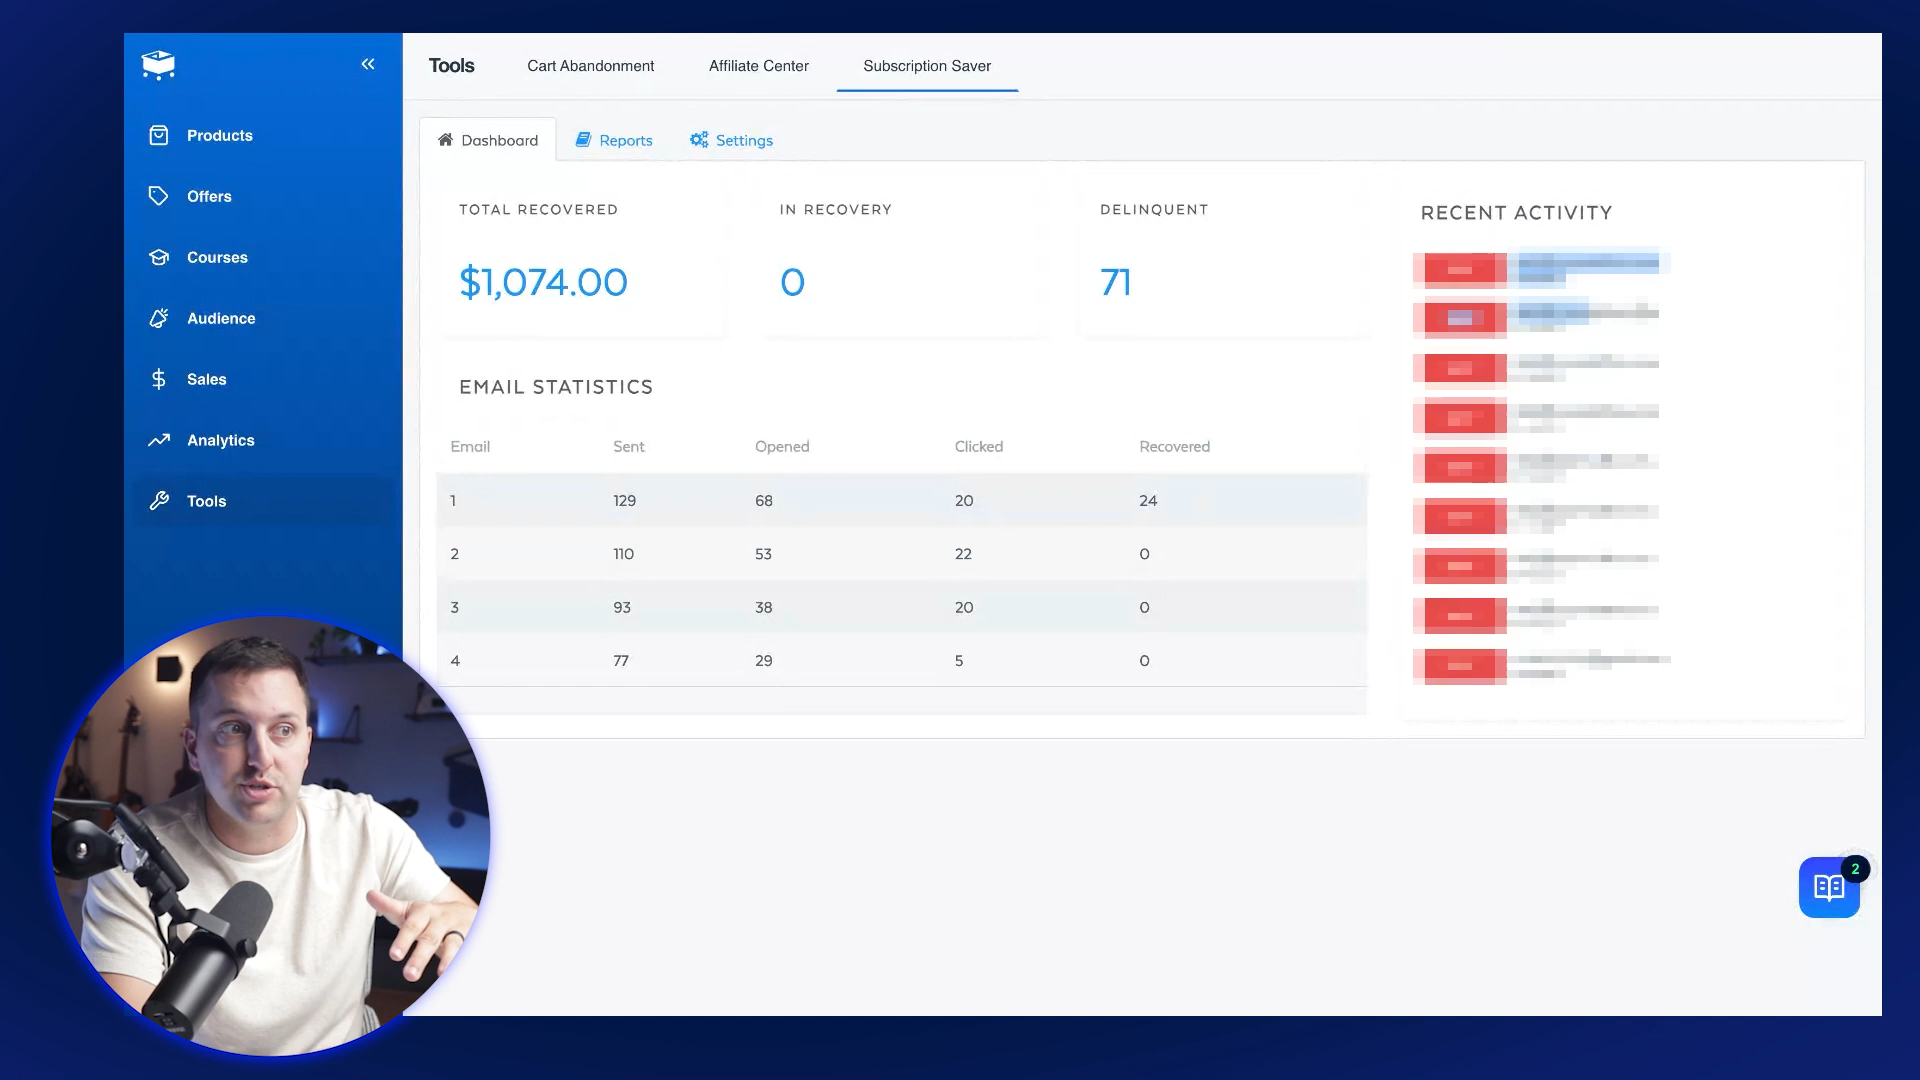 Tools Cart Abandonment Affiliate Center Subscription Saver
Products
Offers
Courses
Audience
Sales
Analytics
Tools
Dashboard Reports Settings
TOTAL RECOVERED IN RECOVERY DELINQUENT
$1,074.00 0 71
EMAIL STATISTICS
Email Sent Opened Clicked Recovered
1 129 68 20 24
2 110 53 22 0
3 93 38 20 0
4 77 29 5 0
RECENT ACTIVITY
2